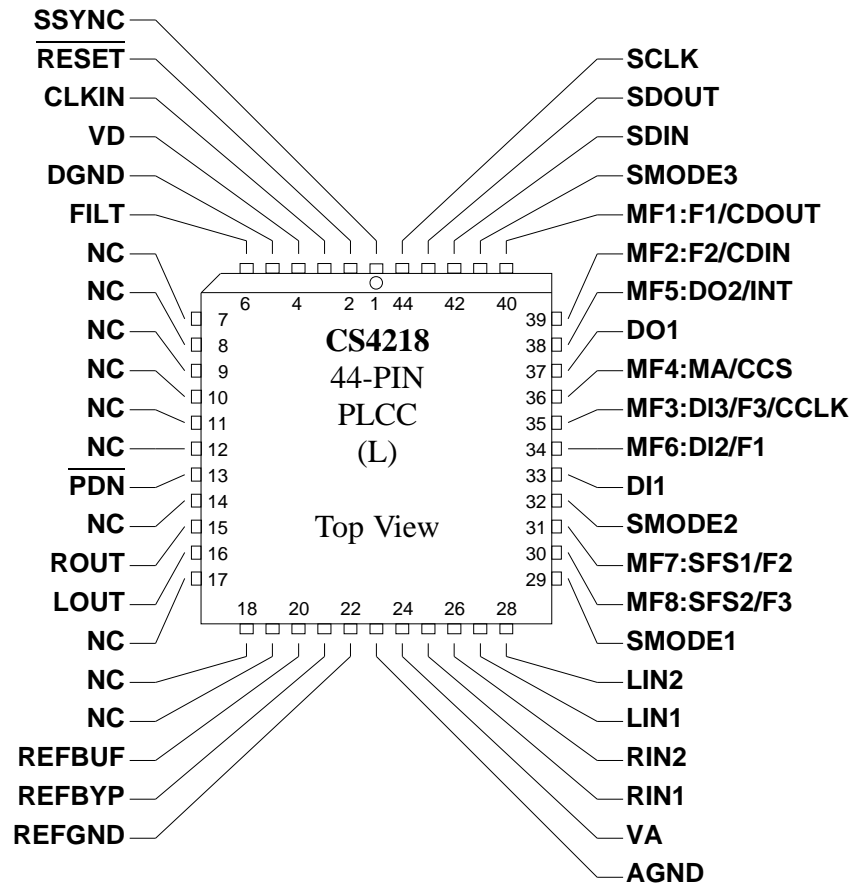 SSYNC
RESET
CLKIN
VD
DGND
FILT
NC
NC
NC
NC
NC
NC
PDN
NC
ROUT
LOUT
NC
NC
NC
REFBUF
REFBYP
REFGND
6 4 2 1 44 42 40
7
8
9
10
11
12
13
14
15
16
17
CS4218
44-PIN
PLCC
(L)
Top View
39
38
37
36
35
34
33
32
31
30
29
18 20 22 24 26 28
SCLK
SDOUT
SDIN
SMODE3
MF1:F1/CDOUT
MF2:F2/CDIN
MF5:DO2/INT
DO1
MF4:MA/CCS
MF3:DI3/F3/CCLK
MF6:DI2/F1
DI1
SMODE2
MF7:SFS1/F2
MF8:SFS2/F3
SMODE1
LIN2
LIN1
RIN2
RIN1
VA
AGND